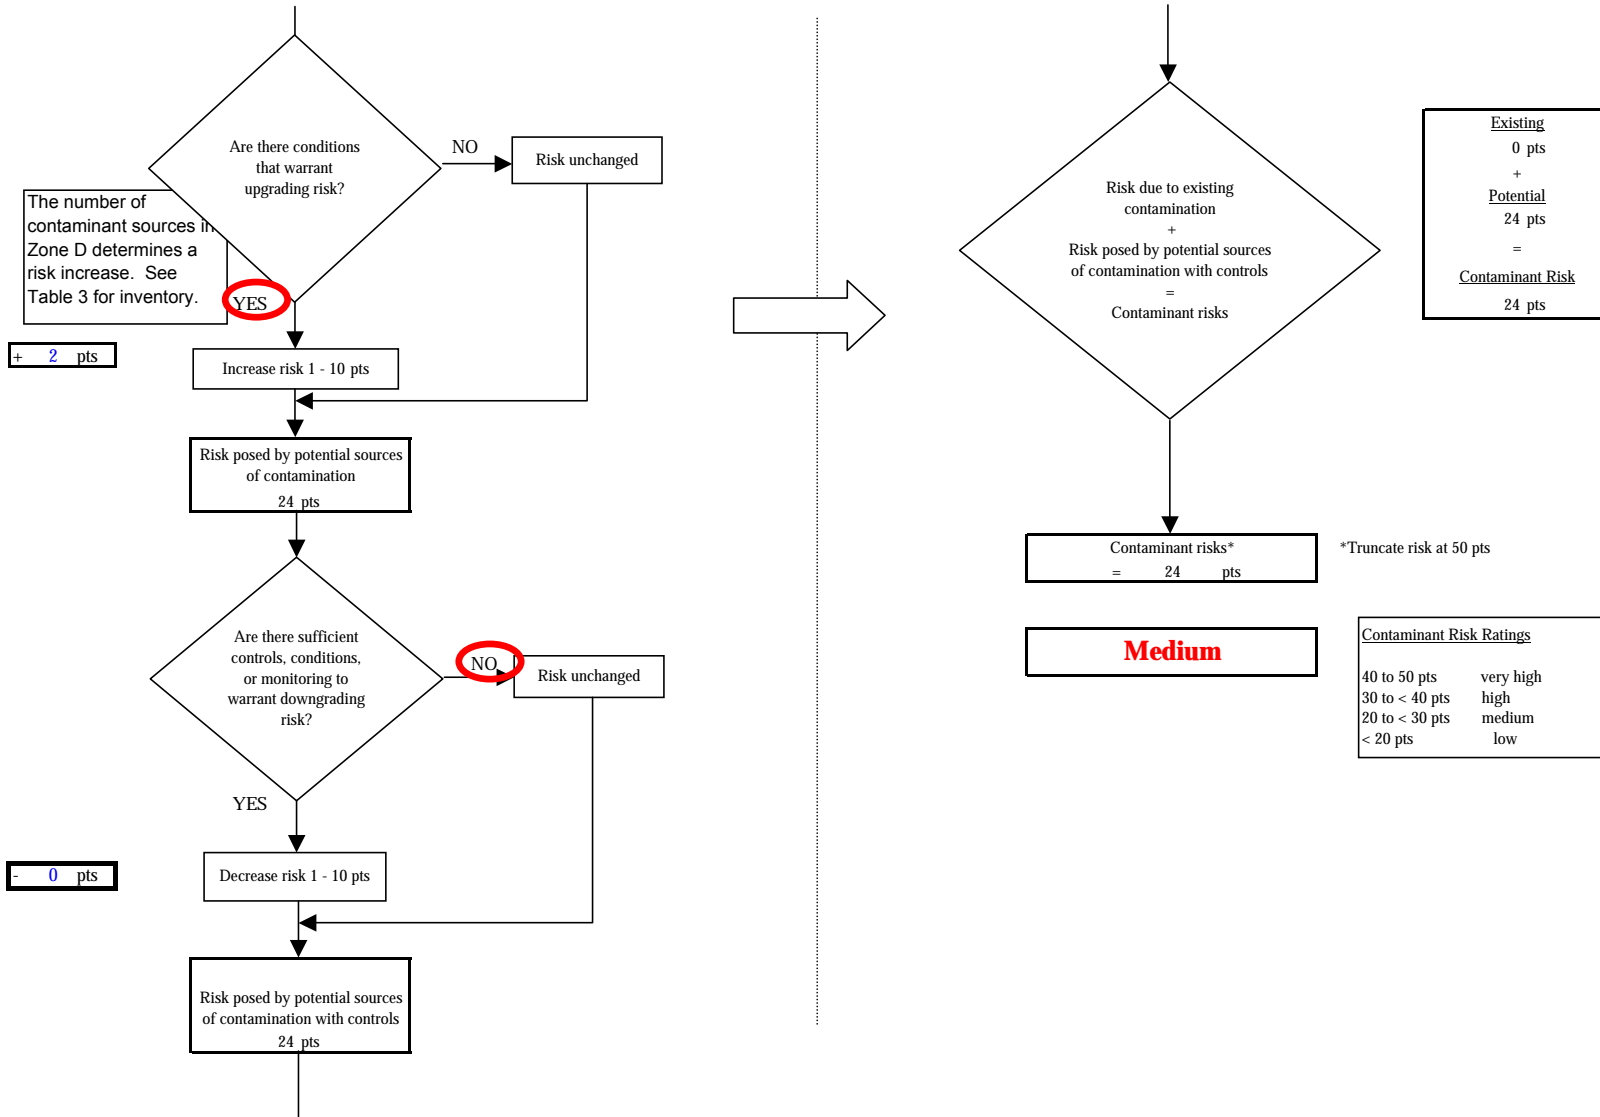 Are there conditions
that warrant
upgrading risk?
NO
Risk unchanged
The number of
contaminant sources in
Zone D determines a
risk increase. See
Table 3 for inventory.
YES
+ 2 pts
Increase risk 1 - 10 pts
Risk posed by potential sources
of contamination
24 pts
Are there sufficient
controls, conditions,
or monitoring to
warrant downgrading
risk?
NO
Risk unchanged
YES
- 0 pts
Decrease risk 1 - 10 pts
Risk posed by potential sources
of contamination with controls
24 pts
Risk due to existing
contamination
+
Risk posed by potential sources
of contamination with controls
=
Contaminant risks
Existing
0 pts
+
Potential
24 pts
=
Contaminant Risk
24 pts
Contaminant risks*
= 24 pts
*Truncate risk at 50 pts
Medium
Contaminant Risk Ratings
40 to 50 pts very high
30 to < 40 pts high
20 to < 30 pts medium
< 20 pts low